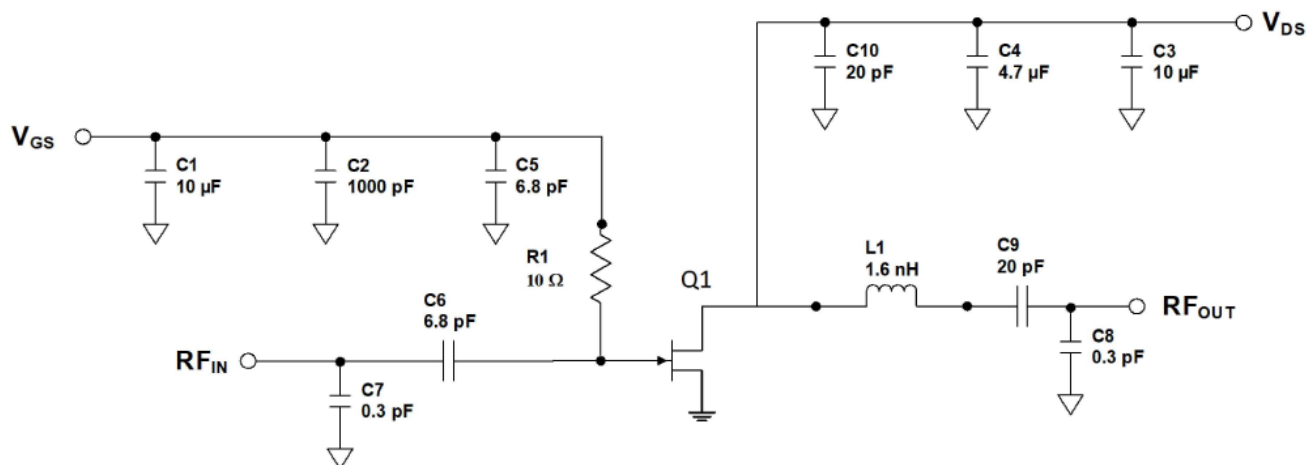 V_DS
C10
20 pF
C4
4.7 µF
C3
10 µF
V_GS
C1
10 µF
C2
1000 pF
C5
6.8 pF
R1
10 Ω
Q1
L1
1.6 nH
C9
20 pF
C6
6.8 pF
RF_OUT
C8
0.3 pF
RF_IN
C7
0.3 pF